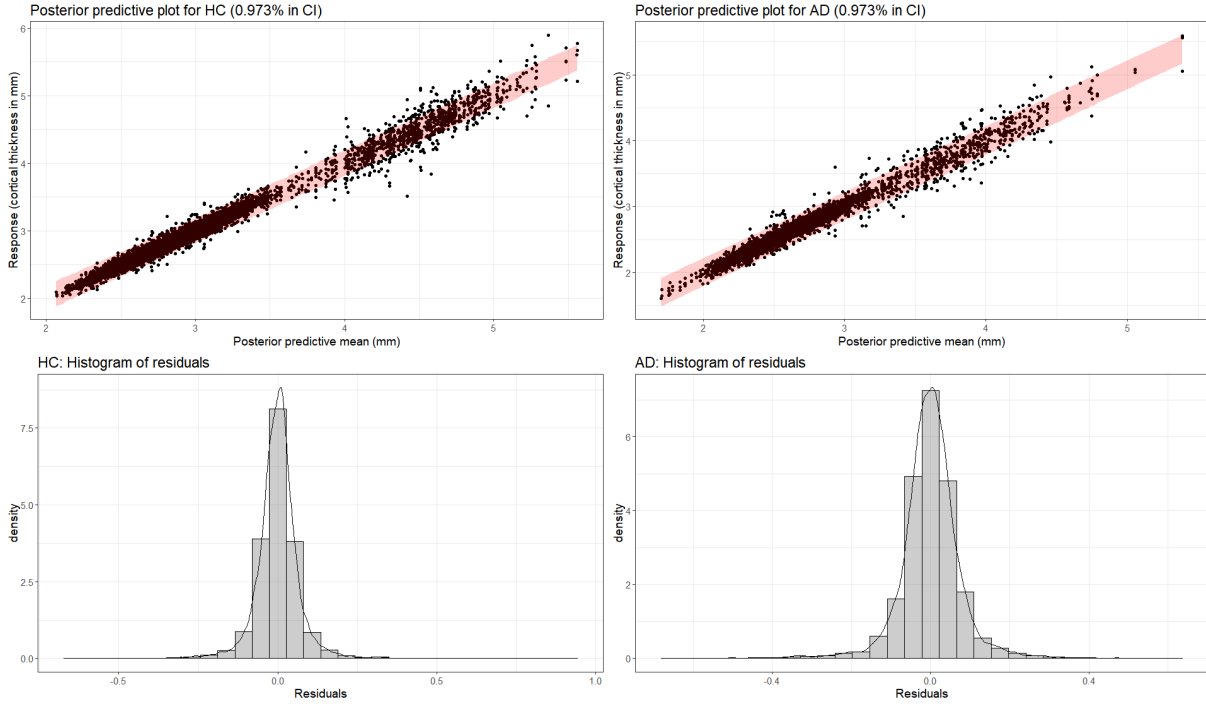 Posterior predictive plot for HC (0.973% in CI)
Response (cortical thickness in mm)
6
5
4
3
2
2
3
4
5
Posterior predictive mean (mm)
Posterior predictive plot for AD (0.973% in CI)
Response (cortical thickness in mm)
5
4
3
2
2
3
4
5
Posterior predictive mean (mm)
HC: Histogram of residuals
density
7.5
5.0
2.5
0.0
-0.5
0.0
0.5
1.0
Residuals
AD: Histogram of residuals
density
6
4
2
0
-0.4
0.0
0.4
Residuals